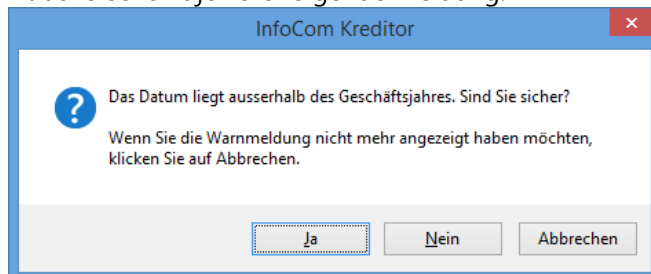 InfoCom Kreditor
Das Datum liegt ausserhalb des Geschäftsjahres. Sind Sie sicher?
Wenn Sie die Warnmeldung nicht mehr angezeigt haben möchten,
klicken Sie auf Abbrechen.
Ja Nein Abbrechen